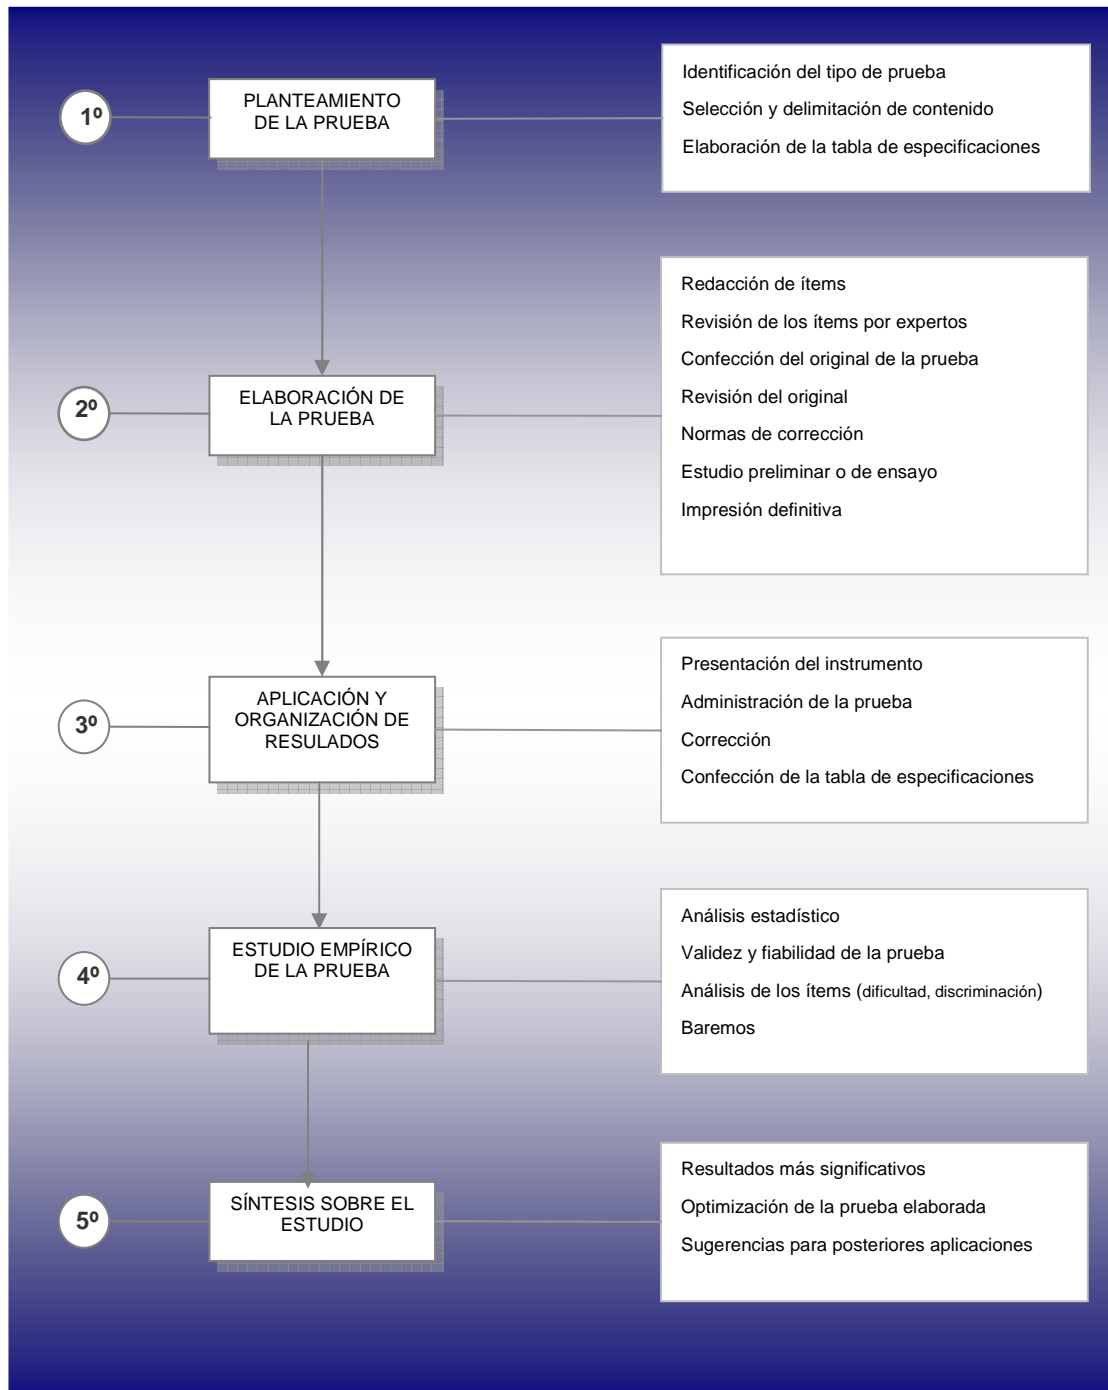 1º
PLANTEAMIENTO
DE LA PRUEBA
Identificación del tipo de prueba
Selección y delimitación de contenido
Elaboración de la tabla de especificaciones
2º
ELABORACIÓN DE
LA PRUEBA
Redacción de ítems
Revisión de los ítems por expertos
Confección del original de la prueba
Revisión del original
Normas de corrección
Estudio preliminar o de ensayo
Impresión definitiva
3º
APLICACIÓN Y
ORGANIZACIÓN DE
RESULADOS
Presentación del instrumento
Administración de la prueba
Corrección
Confección de la tabla de especificaciones
4º
ESTUDIO EMPÍRICO
DE LA PRUEBA
Análisis estadístico
Validez y fiabilidad de la prueba
Análisis de los ítems (dificultad, discriminación)
Baremos
5º
SÍNTESIS SOBRE EL
ESTUDIO
Resultados más significativos
Optimización de la prueba elaborada
Sugerencias para posteriores aplicaciones